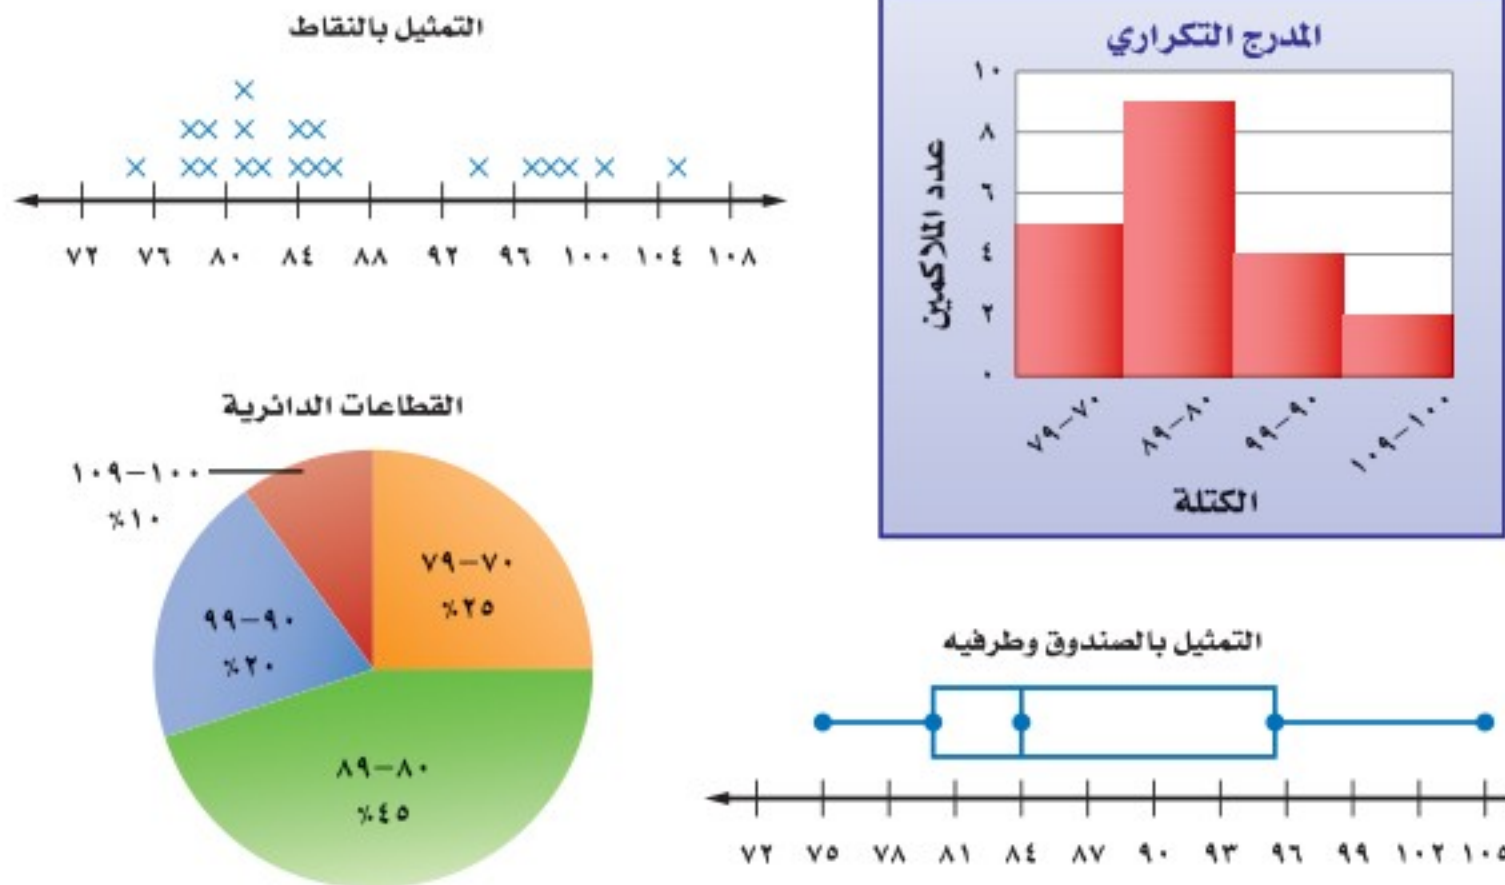 المدرج التكراري
عدد الملاكمين
١٠
٨
٦
٤
٢
٠
٧٠–٧٩
٨٠–٨٩
٩٠–٩٩
١٠٠–١٠٩
الكتلة
التمثيل بالنقاط
٧٢ ٧٦ ٨٠ ٨٤ ٨٨ ٩٢ ٩٦ ١٠٠ ١٠٤ ١٠٨
القطاعات الدائرية
١٠٠–١٠٩
١٠٪
٧٠–٧٩
٢٥٪
٩٠–٩٩
٢٠٪
٨٠–٨٩
٤٥٪
التمثيل بالصندوق وطرفيه
٧٢ ٧٥ ٧٨ ٨١ ٨٤ ٨٧ ٩٠ ٩٣ ٩٦ ٩٩ ١٠٢ ١٠٥